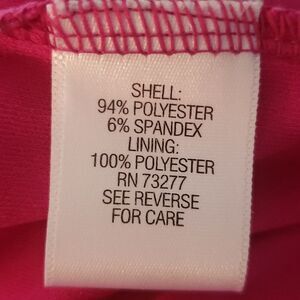 SHELL:
94% POLYESTER
6% SPANDEX
LINING:
100% POLYESTER
RN 73277
SEE REVERSE
FOR CARE